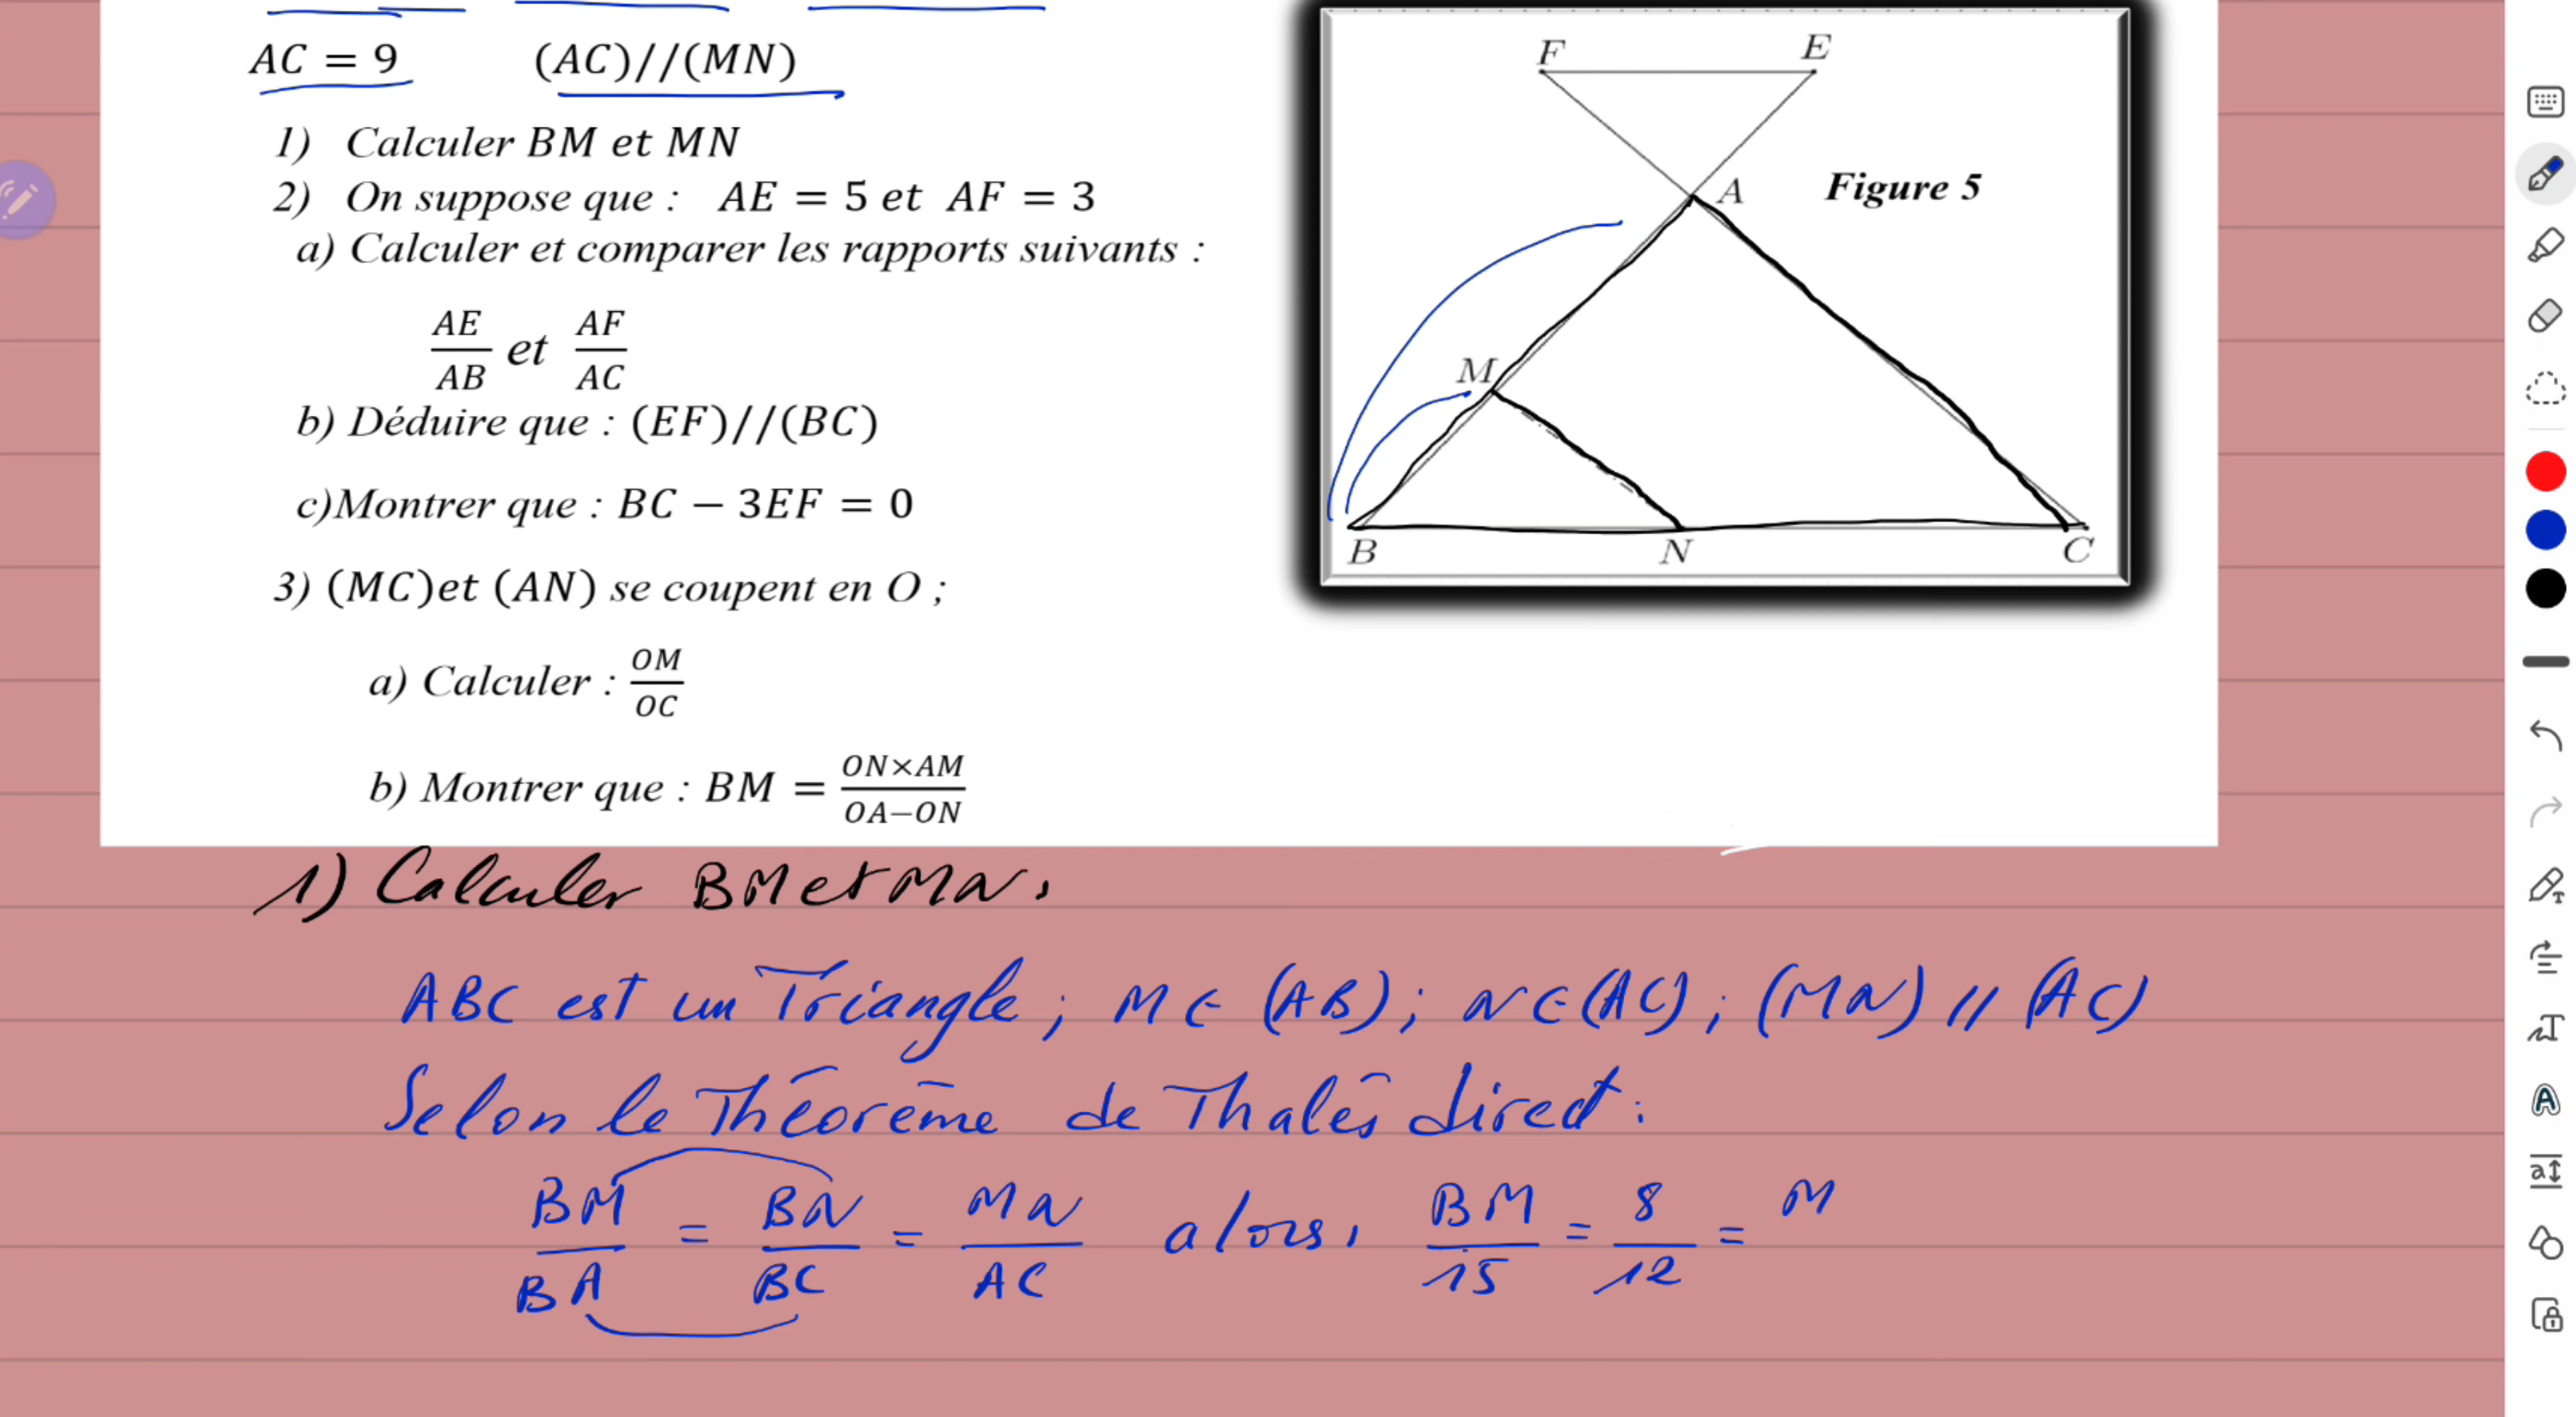 AC = 9 (AC)//(MN)
1) Calculer BM et MN
2) On suppose que : AE = 5 et AF = 3
a) Calculer et comparer les rapports suivants :
AE/AB et AF/AC
b) Déduire que : (EF)//(BC)
c)Montrer que : BC − 3EF = 0
3) (MC)et (AN) se coupent en O ;
a) Calculer : OM/OC
b) Montrer que : BM = ON×AM/OA−ON
F E
A Figure 5
M
B N C
1) Calculer BM et MN.
ABC est un Triangle ; M ∈ (AB) ; N ∈ (AC) ; (MN) // (AC)
Selon le Théorème de Thalès direct :
BM/BA = BN/BC = MN/AC alors, BM/15 = 8/12 = M